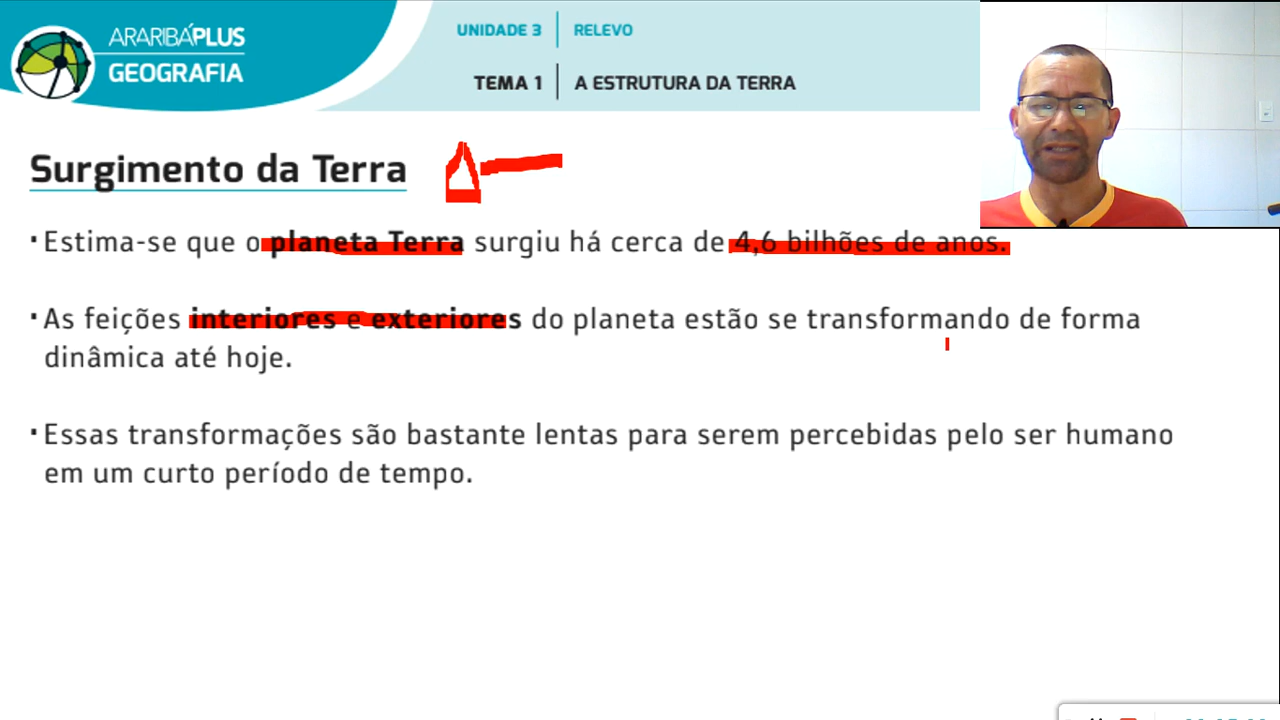 ARARIBÁPLUS
GEOGRAFIA
UNIDADE 3 RELEVO
TEMA 1 A ESTRUTURA DA TERRA
Surgimento da Terra
· Estima-se que o planeta Terra surgiu há cerca de 4,6 bilhões de anos.
· As feições interiores e exteriores do planeta estão se transformando de forma
dinâmica até hoje.
· Essas transformações são bastante lentas para serem percebidas pelo ser humano
em um curto período de tempo.